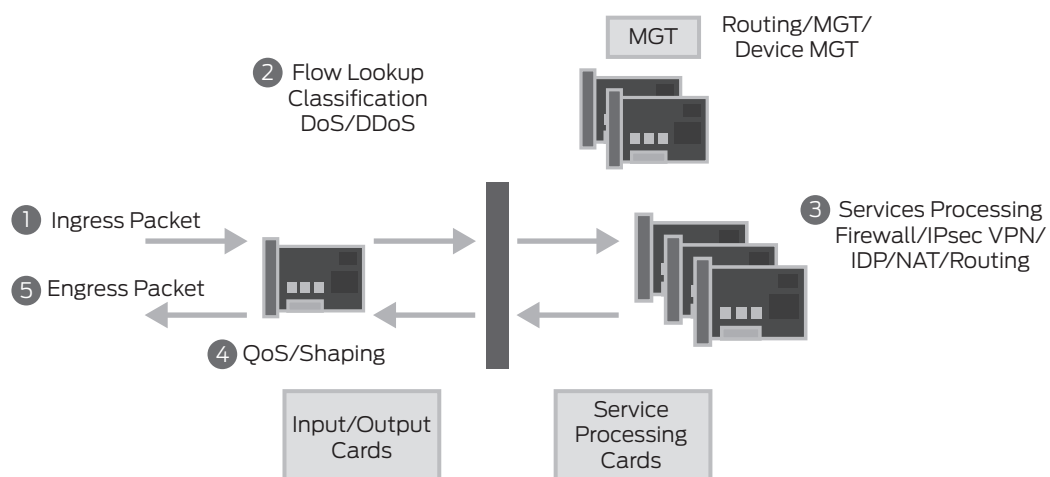 MGT
Routing/MGT/
Device MGT
2 Flow Lookup
Classification
DoS/DDoS
1 Ingress Packet
3 Services Processing
Firewall/IPsec VPN/
IDP/NAT/Routing
5 Engress Packet
4 QoS/Shaping
Input/Output
Cards
Service
Processing
Cards